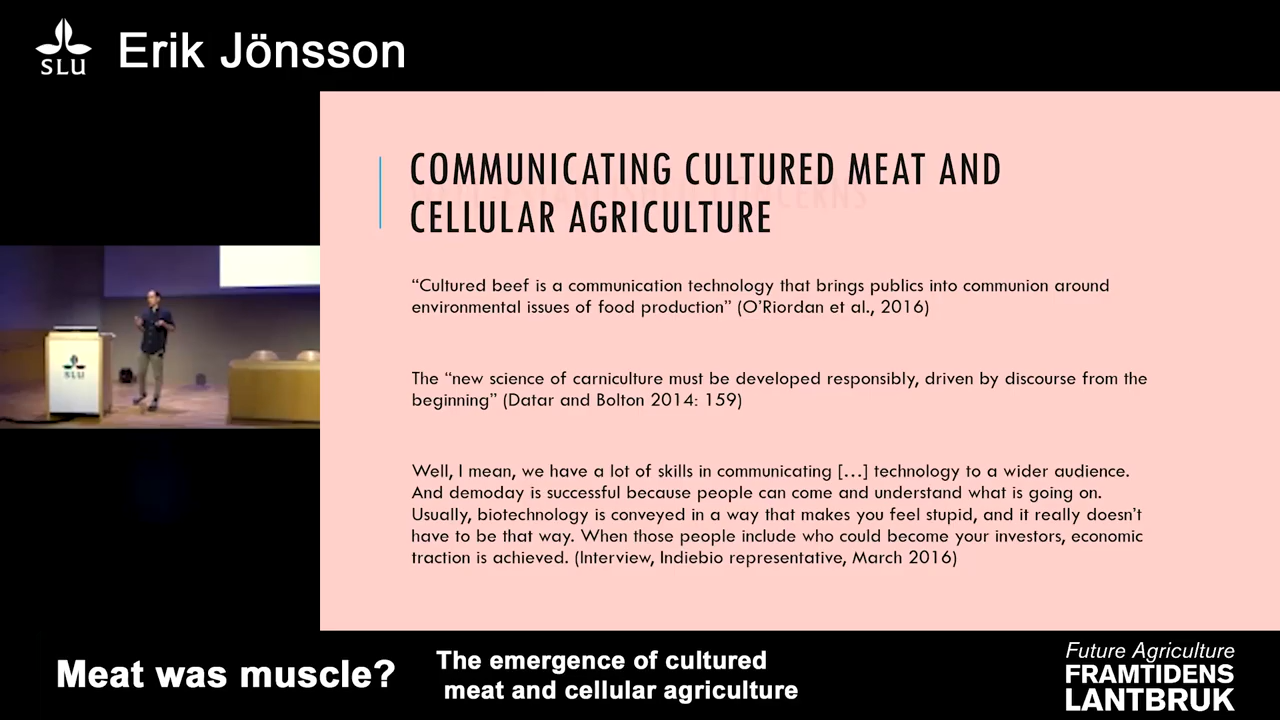 SLU
Erik Jönsson
COMMUNICATING CULTURED MEAT AND
CELLULAR AGRICULTURE
“Cultured beef is a communication technology that brings publics into communion around
environmental issues of food production” (O’Riordan et al., 2016)
The “new science of carniculture must be developed responsibly, driven by discourse from the
beginning” (Datar and Bolton 2014: 159)
Well, I mean, we have a lot of skills in communicating […] technology to a wider audience.
And demoday is successful because people can come and understand what is going on.
Usually, biotechnology is conveyed in a way that makes you feel stupid, and it really doesn’t
have to be that way. When those people include who could become your investors, economic
traction is achieved. (Interview, Indiebio representative, March 2016)
SLU
Meat was muscle?
The emergence of cultured
meat and cellular agriculture
Future Agriculture
FRAMTIDENS
LANTBRUK